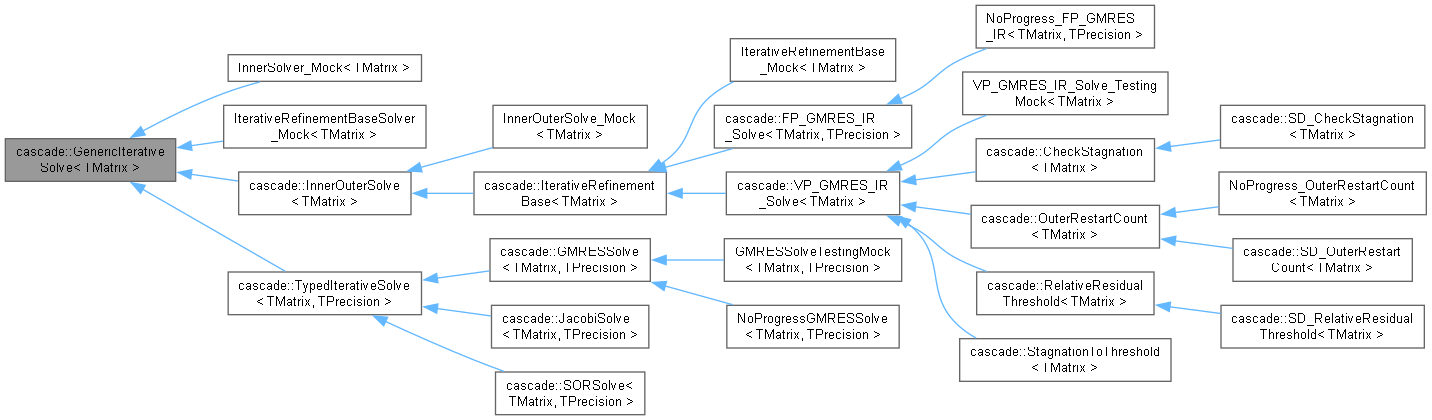 cascade::GenericIterative
Solve< TMatrix >
InnerSolver_Mock< TMatrix >
IterativeRefinementBaseSolver
_Mock< TMatrix >
cascade::InnerOuterSolve
< TMatrix >
cascade::TypedIterativeSolve
< TMatrix, TPrecision >
InnerOuterSolve_Mock
< TMatrix >
cascade::IterativeRefinement
Base< TMatrix >
cascade::GMRESSolve
< TMatrix, TPrecision >
cascade::JacobiSolve
< TMatrix, TPrecision >
cascade::SORSolve<
TMatrix, TPrecision >
IterativeRefinementBase
_Mock< TMatrix >
cascade::FP_GMRES_IR
_Solve< TMatrix, TPrecision >
cascade::VP_GMRES_IR
_Solve< TMatrix >
GMRESSolveTestingMock
< TMatrix, TPrecision >
NoProgressGMRESSolve
< TMatrix, TPrecision >
NoProgress_FP_GMRES
_IR< TMatrix, TPrecision >
VP_GMRES_IR_Solve_Testing
Mock< TMatrix >
cascade::CheckStagnation
< TMatrix >
cascade::OuterRestartCount
< TMatrix >
cascade::RelativeResidual
Threshold< TMatrix >
cascade::StagnationToThreshold
< TMatrix >
cascade::SD_CheckStagnation
< TMatrix >
NoProgress_OuterRestartCount
< TMatrix >
cascade::SD_OuterRestart
Count< TMatrix >
cascade::SD_RelativeResidual
Threshold< TMatrix >